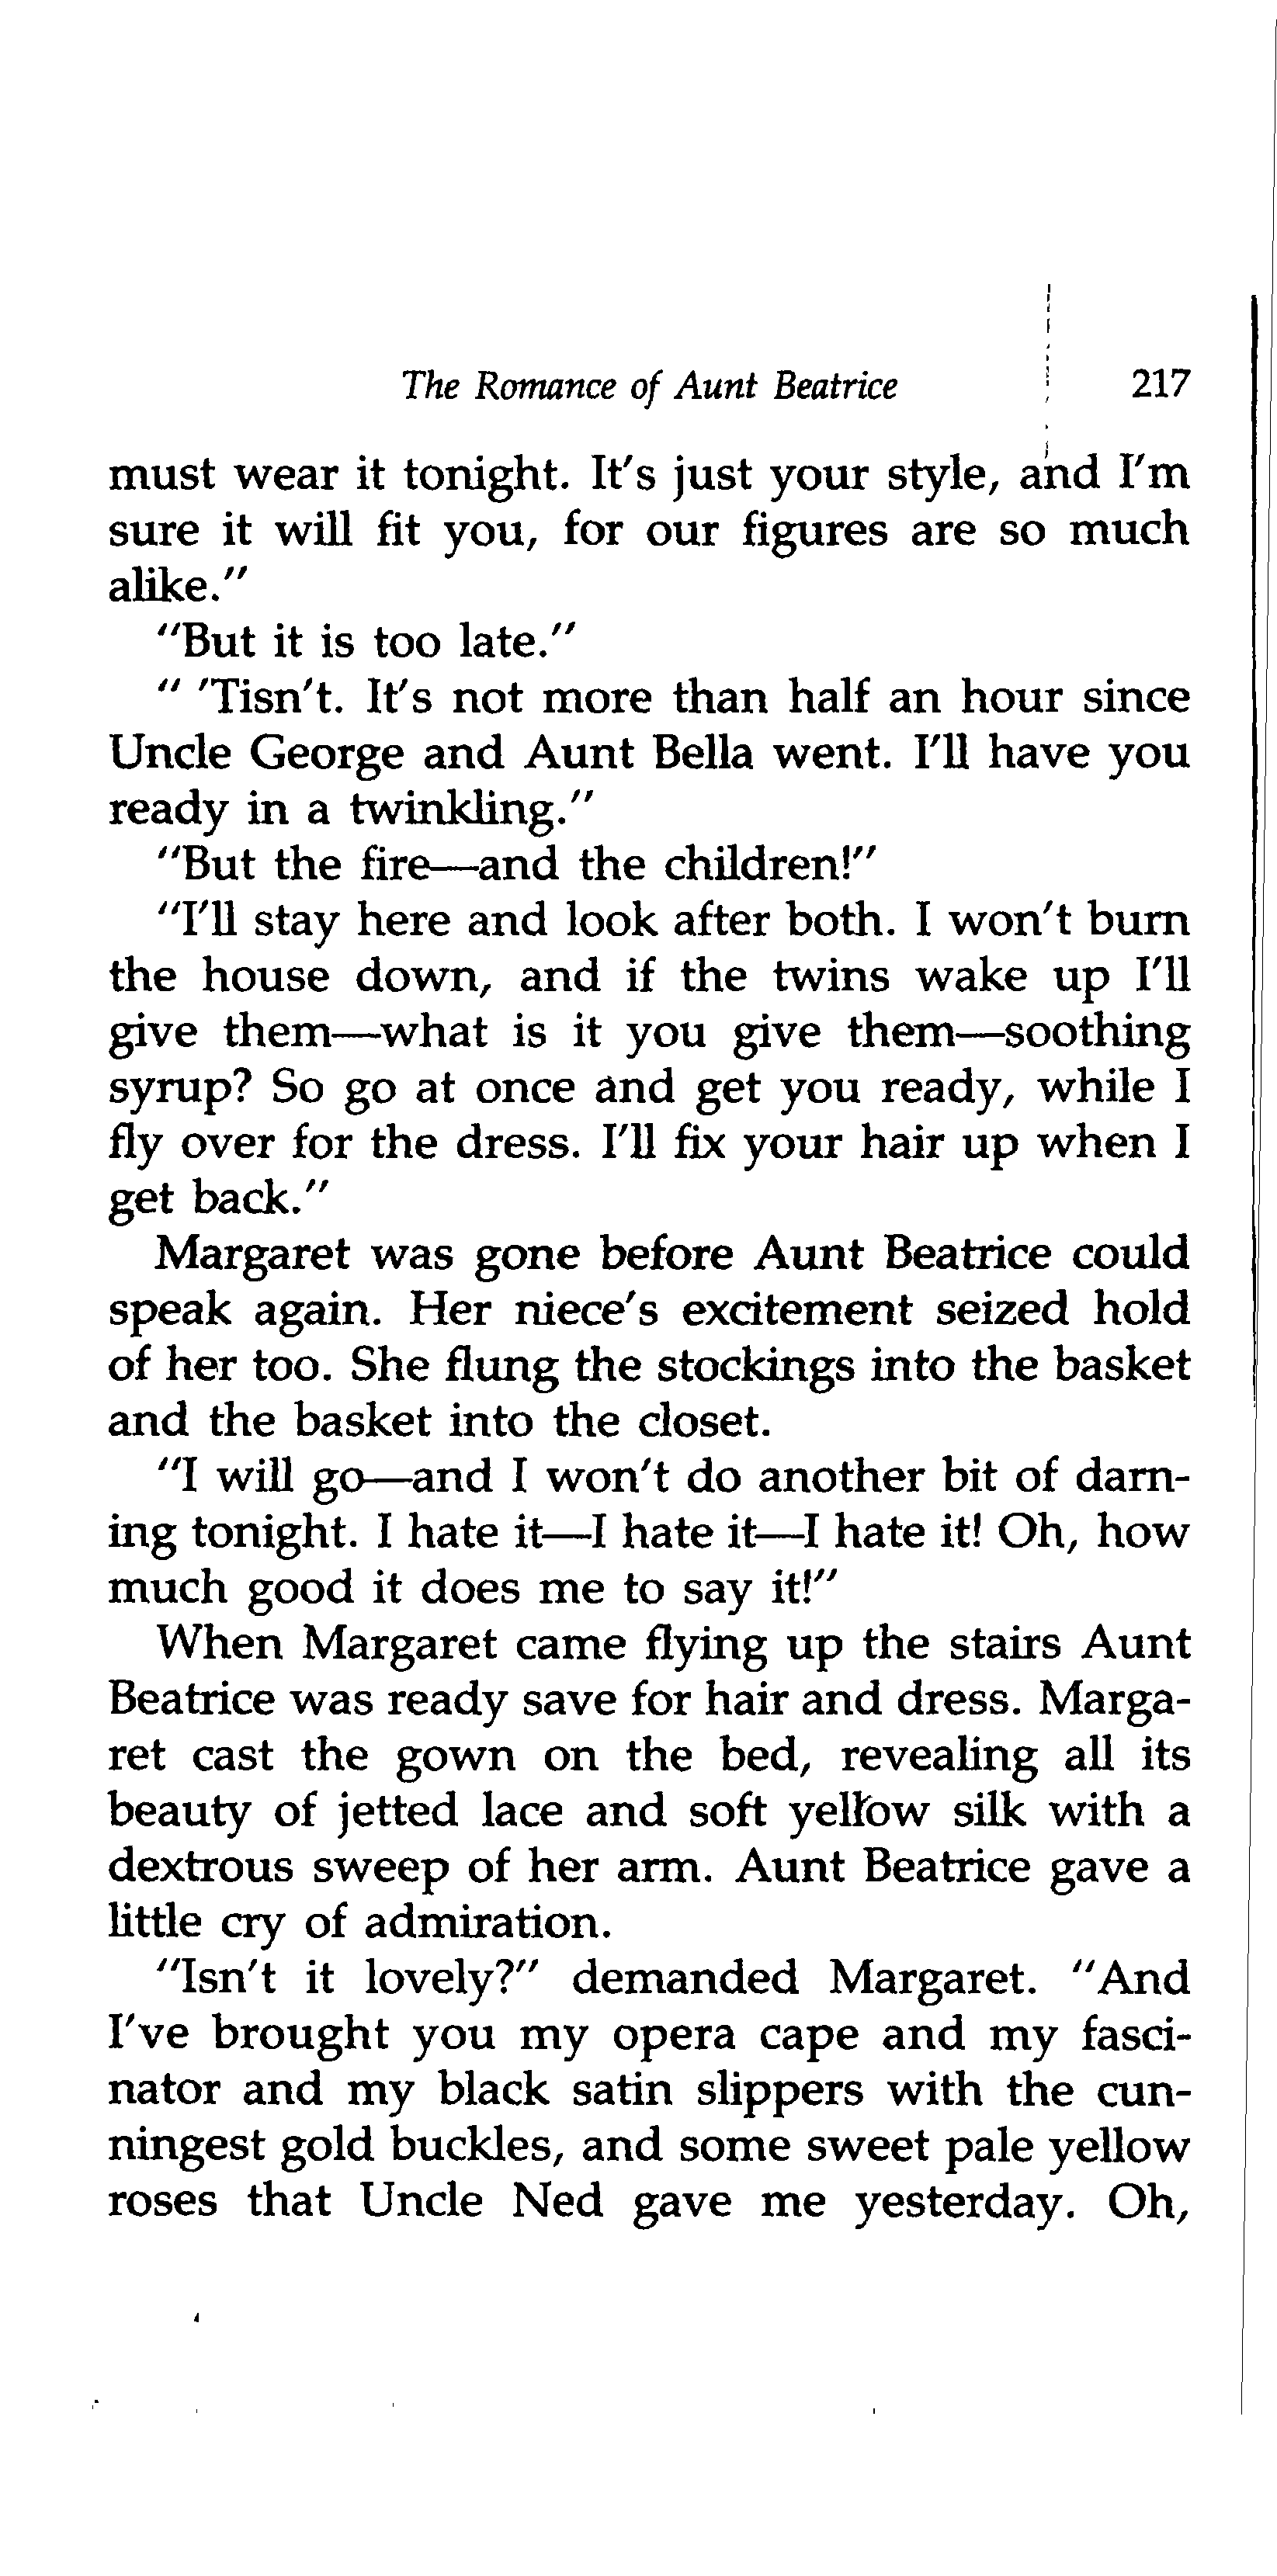 The Romance of Aunt Beatrice 217
must wear it tonight. It's just your style, and I'm
sure it will fit you, for our figures are so much
alike."
"But it is too late."
" 'Tisn't. It's not more than half an hour since
Uncle George and Aunt Bella went. I'll have you
ready in a twinkling."
"But the fire—and the children!"
"I'll stay here and look after both. I won't burn
the house down, and if the twins wake up I'll
give them—what is it you give them—soothing
syrup? So go at once and get you ready, while I
fly over for the dress. I'll fix your hair up when I
get back."
Margaret was gone before Aunt Beatrice could
speak again. Her niece's excitement seized hold
of her too. She flung the stockings into the basket
and the basket into the closet.
"I will go—and I won't do another bit of darn-
ing tonight. I hate it—I hate it—I hate it! Oh, how
much good it does me to say it!"
When Margaret came flying up the stairs Aunt
Beatrice was ready save for hair and dress. Marga-
ret cast the gown on the bed, revealing all its
beauty of jetted lace and soft yellow silk with a
dextrous sweep of her arm. Aunt Beatrice gave a
little cry of admiration.
"Isn't it lovely?" demanded Margaret. "And
I've brought you my opera cape and my fasci-
nator and my black satin slippers with the cun-
ningest gold buckles, and some sweet pale yellow
roses that Uncle Ned gave me yesterday. Oh,